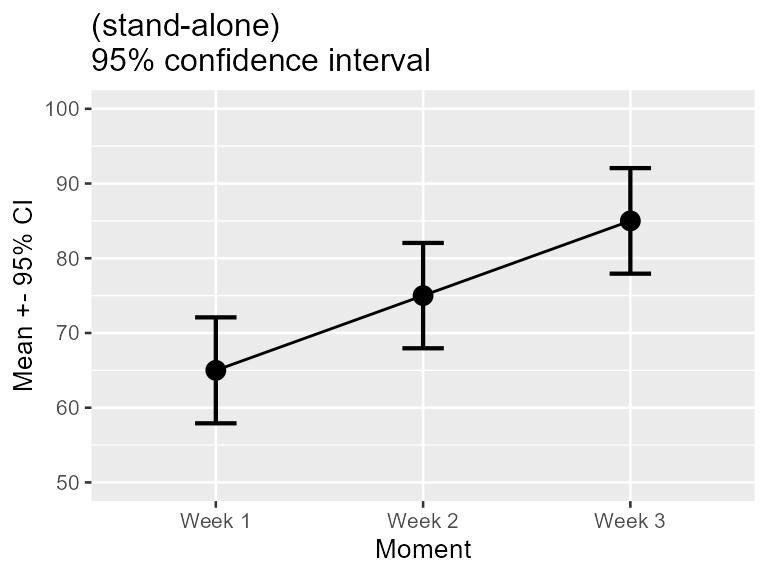 (stand-alone)
95% confidence interval
Mean +- 95% CI
100
90
80
70
60
50
Week 1
Week 2
Week 3
Moment